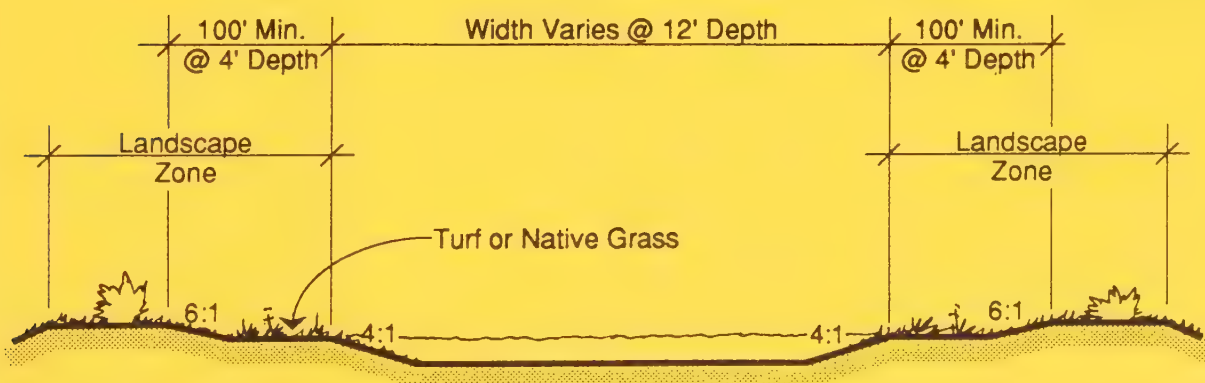 100' Min.
@ 4' Depth
Width Varies @ 12' Depth
100' Min.
@ 4' Depth
Landscape
Zone
Landscape
Zone
Turf or Native Grass
6:1
4:1
4:1
6:1